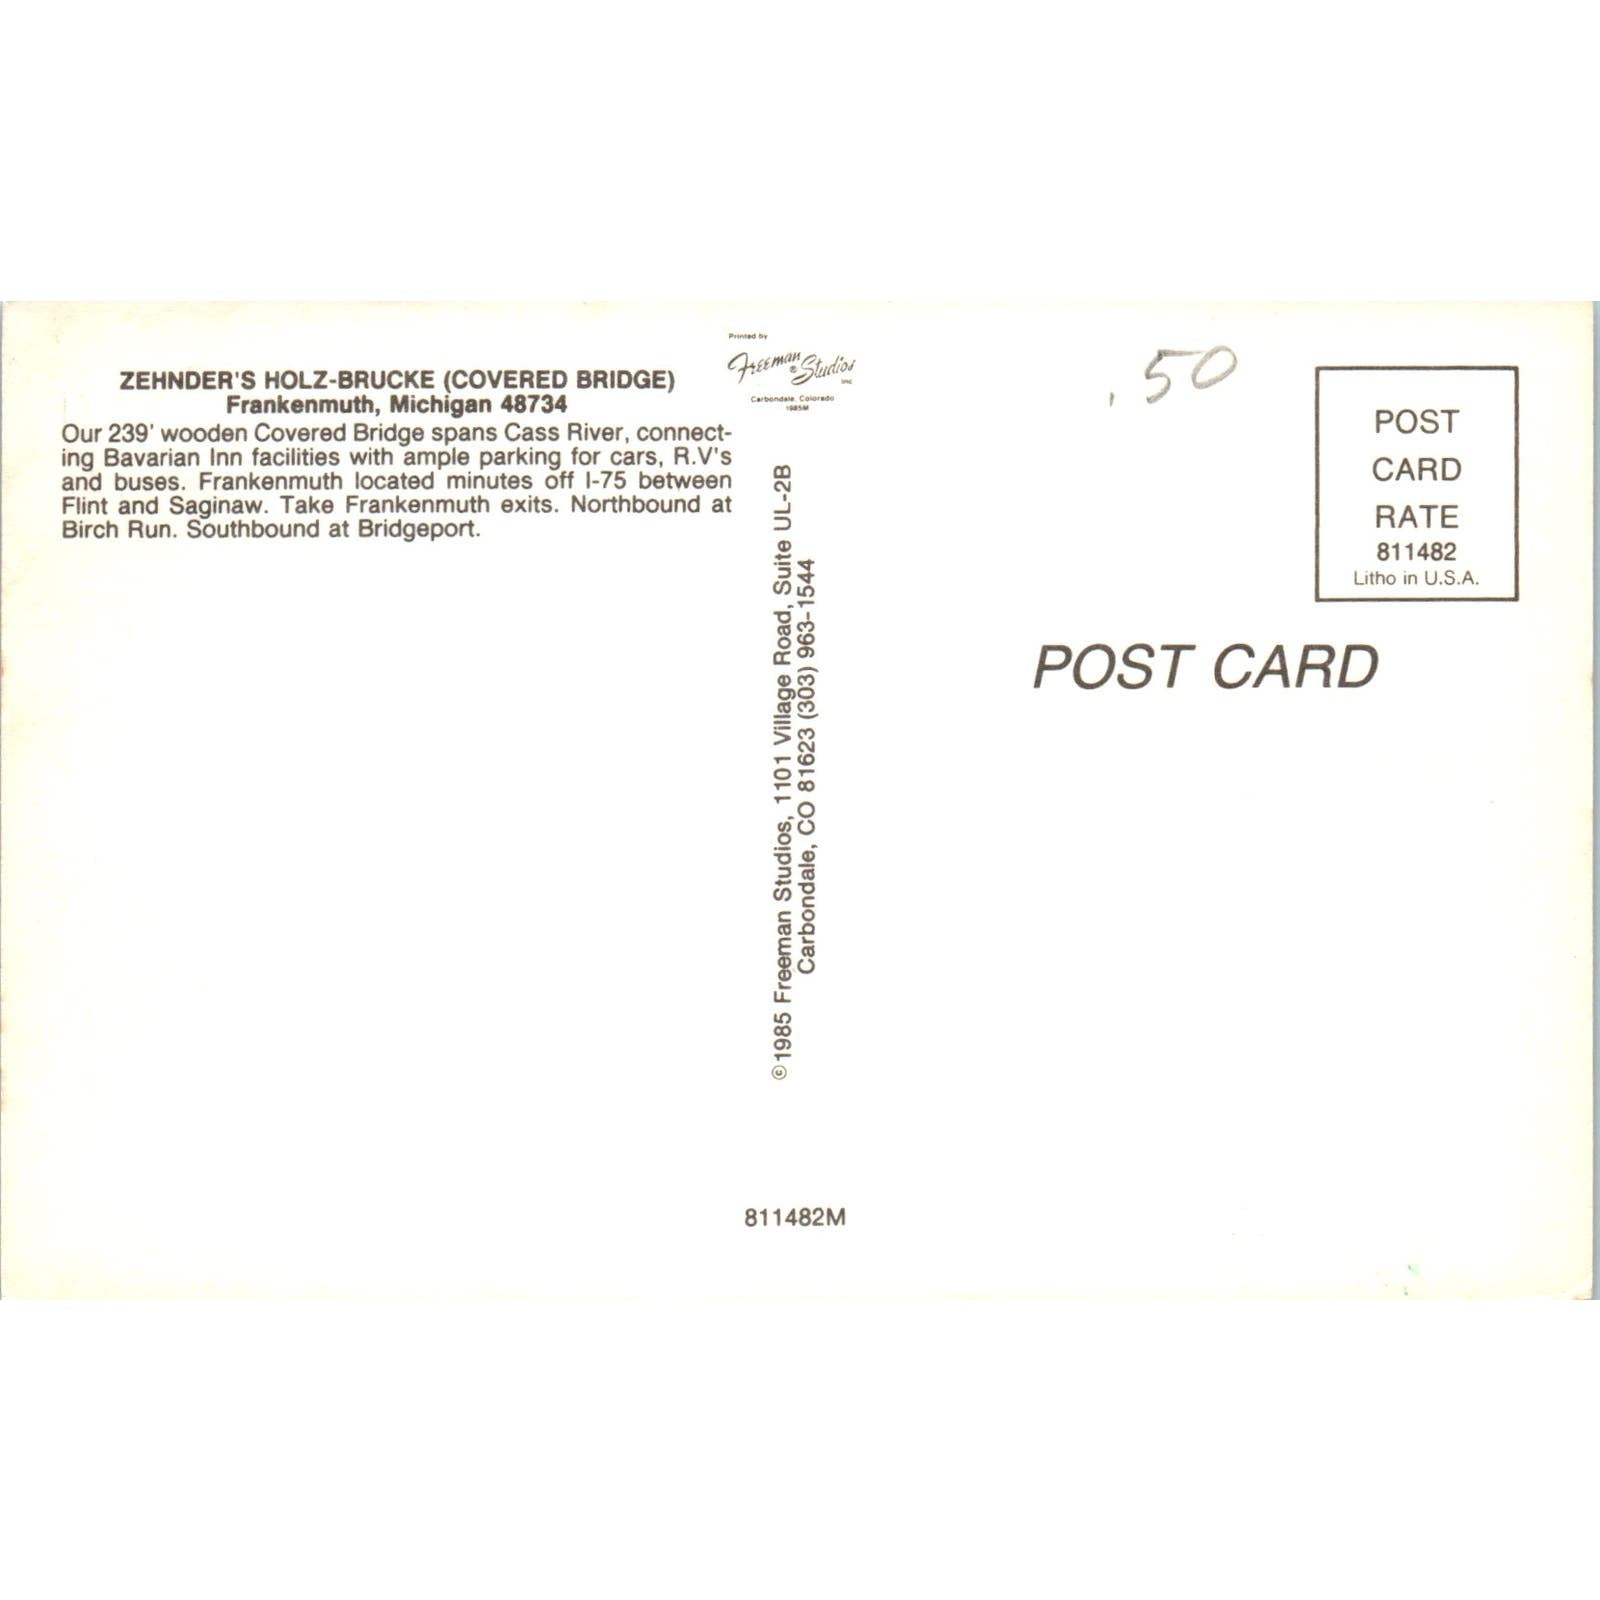 ZEHNDER'S HOLZ-BRUCKE (COVERED BRIDGE)
Frankenmuth, Michigan 48734
Our 239' wooden Covered Bridge spans Cass River, connect-
ing Bavarian Inn facilities with ample parking for cars, R.V's
and buses. Frankenmuth located minutes off I-75 between
Flint and Saginaw. Take Frankenmuth exits. Northbound at
Birch Run. Southbound at Bridgeport.
Printed by
Freeman
® Studios
Inc
Carbondale, Colorado
1985M
©1985 Freeman Studios, 1101 Village Road, Suite UL-2B
Carbondale, CO 81623 (303) 963-1544
811482M
.50
POST
CARD
RATE
811482
Litho in U.S.A.
POST CARD